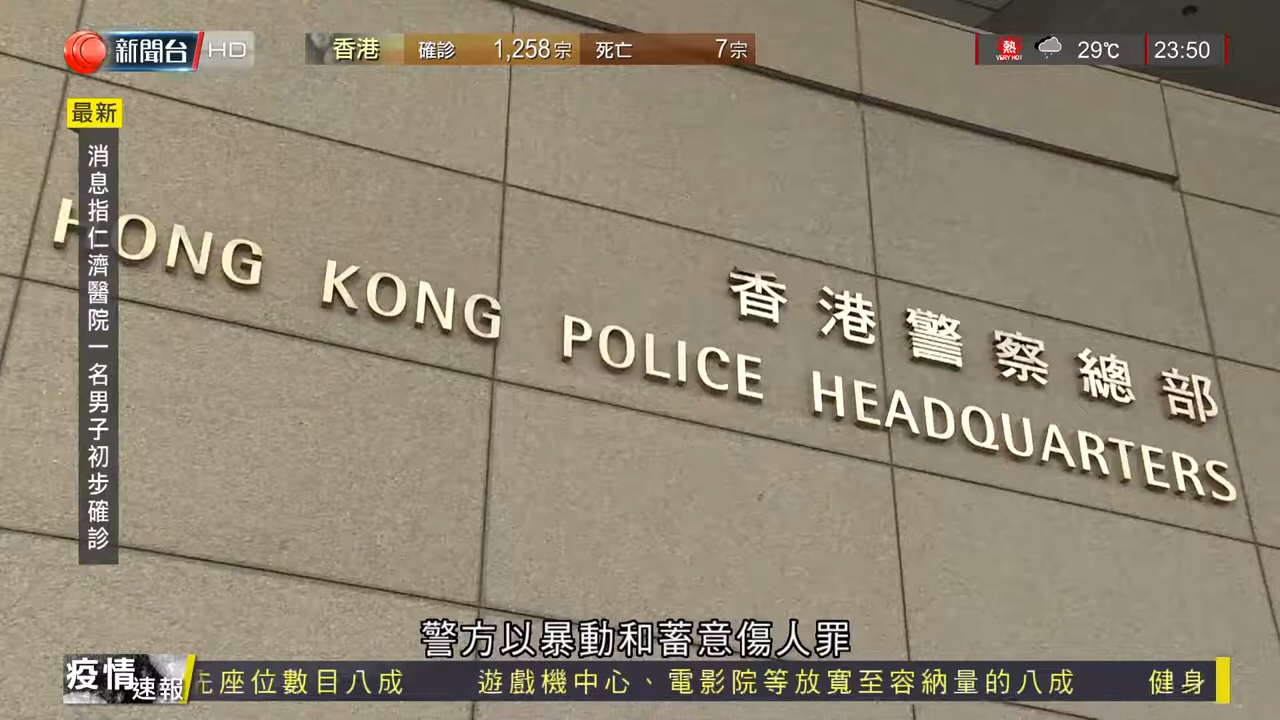 新聞台 HD
香港 確診 1,258宗 死亡 7宗
熱 VERY HOT 29℃ 23:50
最新
消息指仁濟醫院一名男子初步確診
香港警察總部
HONG KONG POLICE HEADQUARTERS
警方以暴動和蓄意傷人罪
疫情速報
座位數目八成 遊戲機中心、電影院等放寬至容納量的八成 健身